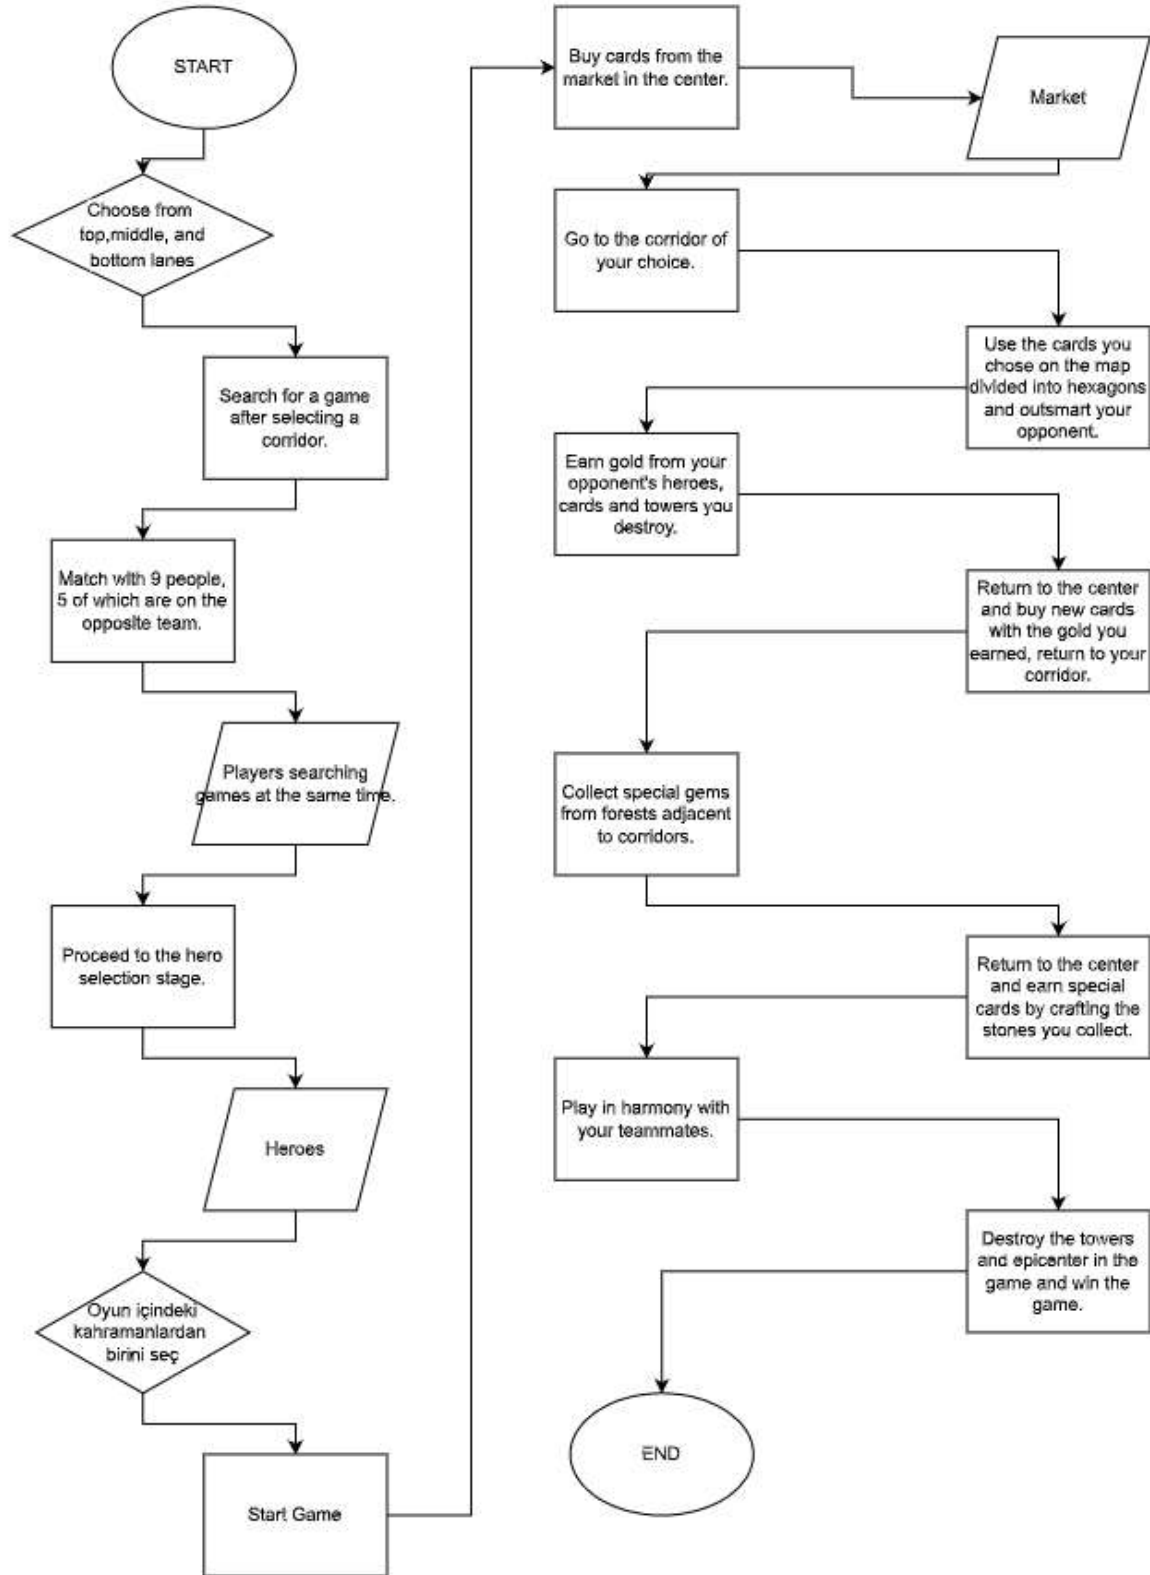 START
Choose from
top,middle, and
bottom lanes
Search for a game
after selecting a
corridor.
Match with 9 people,
5 of which are on the
opposite team.
Players searching
games at the same time.
Proceed to the hero
selection stage.
Heroes
Oyun içindeki
kahramanlardan
birini seç
Start Game
Buy cards from the
market in the center.
Market
Go to the corridor of
your choice.
Use the cards you
chose on the map
divided into hexagons
and outsmart your
opponent.
Earn gold from your
opponent's heroes,
cards and towers you
destroy.
Return to the center
and buy new cards
with the gold you
earned, return to your
corridor.
Collect special gems
from forests adjacent
to corridors.
Return to the center
and earn special
cards by crafting the
stones you collect.
Play in harmony with
your teammates.
Destroy the towers
and epicenter in the
game and win the
game.
END